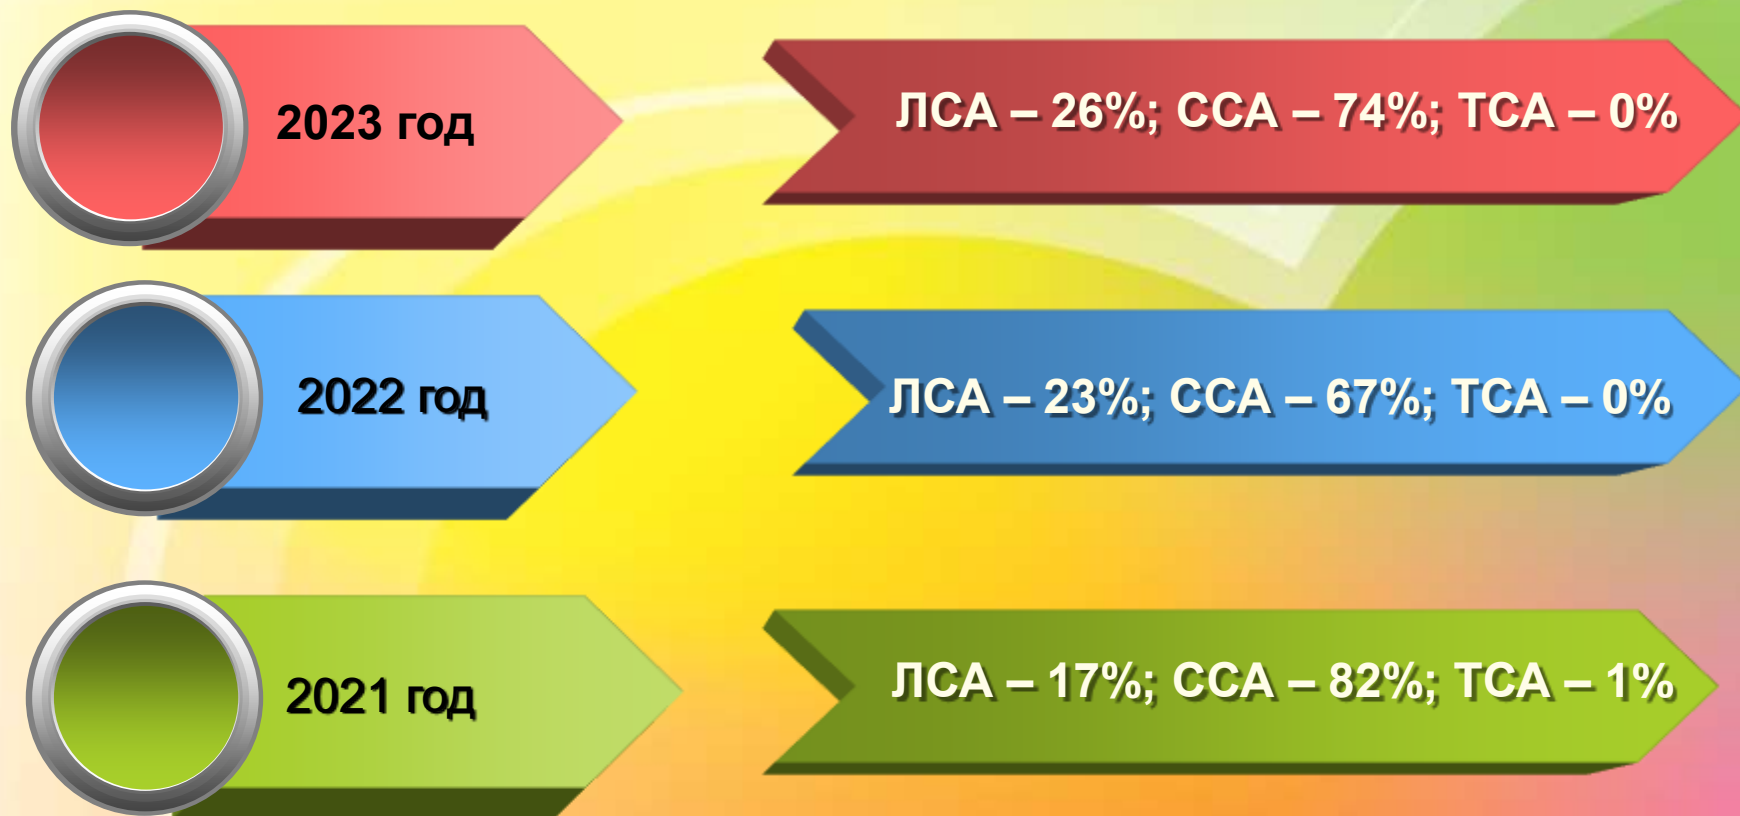 2023 год
ЛСА – 26%; ССА – 74%; ТСА – 0%
2022 год
ЛСА – 23%; ССА – 67%; ТСА – 0%
2021 год
ЛСА – 17%; ССА – 82%; ТСА – 1%